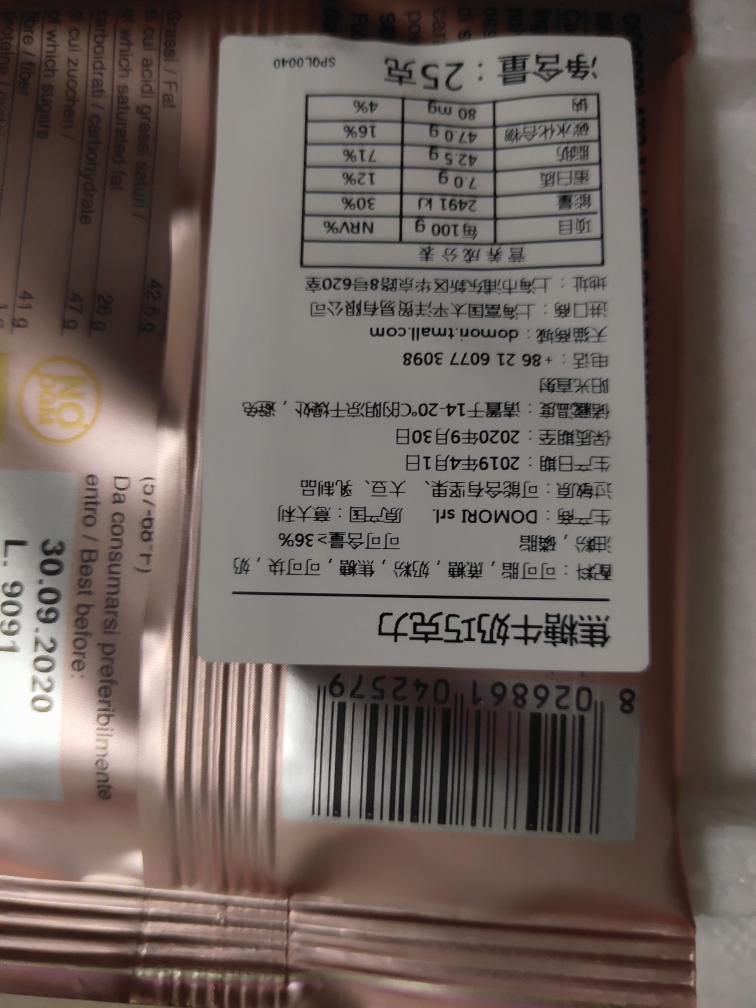 焦糖牛奶巧克力
配料：可可脂，蔗糖，奶粉，焦糖，可可块，奶
油粉，磷脂 可可含量≥36%
生产商：DOMORI srl. 原产国：意大利
过敏原：可能含有坚果、大豆、乳制品
生产日期：2019年4月1日
保质期至：2020年9月30日
储藏温度：请置于14-20°C的阴凉干燥处，避免
阳光直射
电话：+86 21 6077 3098
天猫商城：domori.tmall.com
进口商：上海富国太平洋贸易有限公司
地址：上海市浦东新区华京路8号620室
营养成分表
项目 每100 g NRV%
能量 2491 kJ 30%
蛋白质 7.0 g 12%
脂肪 42.5 g 71%
碳水化合物 47.0 g 16%
钠 80 mg 4%
净含量：25克
SPQL0040
8 026861 042579
Grassi / Fat 42.5 g
di cui acidi grassi saturi /
of which saturated fat 26 g
carboidrati / carbohydrate 47 g
di cui zuccheri /
of which sugars 41 g
fibre / fiber
NO OGM
Da consumarsi preferibilmente
entro / Best before:
30.09.2020
L. 9091